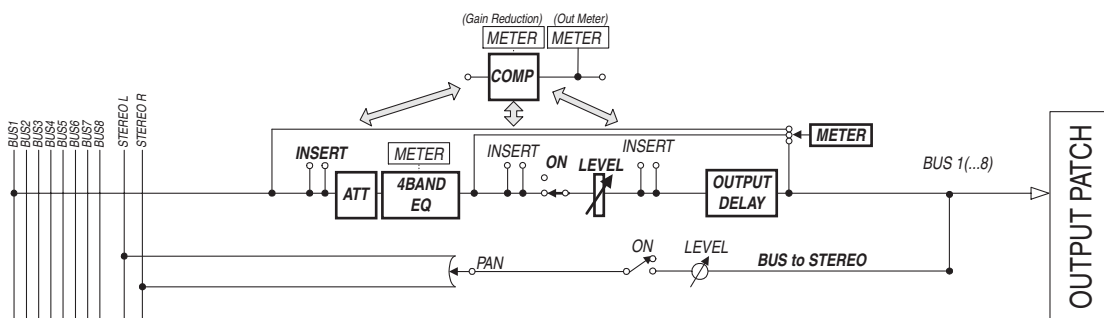 (Gain Reduction) (Out Meter)
METER METER
COMP
BUS1
BUS2
BUS3
BUS4
BUS5
BUS6
BUS7
BUS8
STEREO L
STEREO R
INSERT
METER
INSERT
ON
LEVEL
INSERT
METER
ATT
4BAND
EQ
OUTPUT
DELAY
BUS 1(...8)
PAN
ON
LEVEL
BUS to STEREO
OUTPUT PATCH